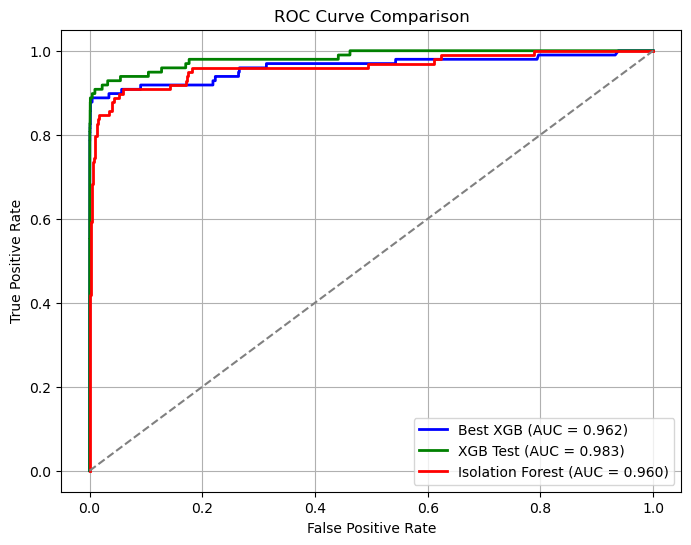 ROC Curve Comparison
True Positive Rate
1.0
0.8
0.6
0.4
0.2
0.0
0.0 0.2 0.4 0.6 0.8 1.0
False Positive Rate
Best XGB (AUC = 0.962)
XGB Test (AUC = 0.983)
Isolation Forest (AUC = 0.960)